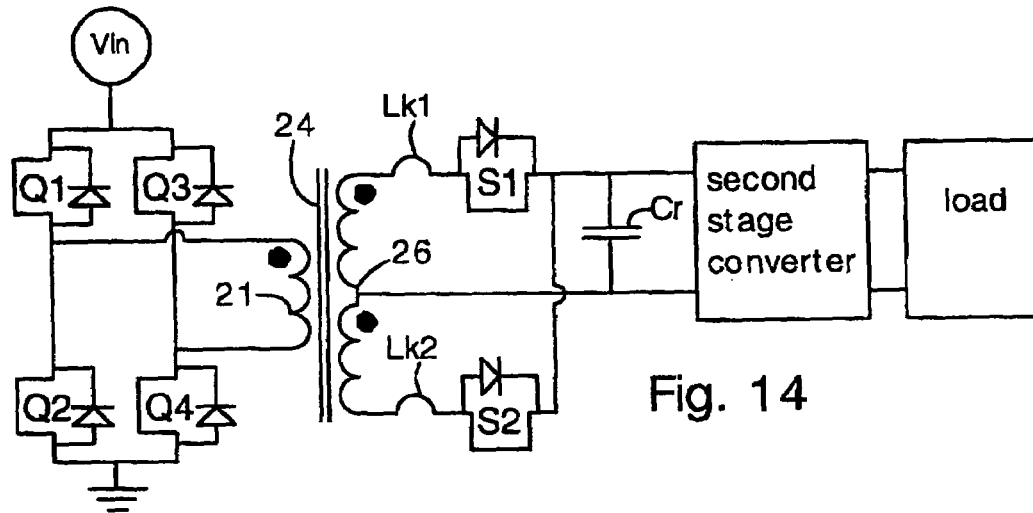 VIn
Lk1
24
Q1
Q3
S1
second
stage
converter
load
Cr
26
21
Lk2
Q2
Q4
S2
Fig. 14